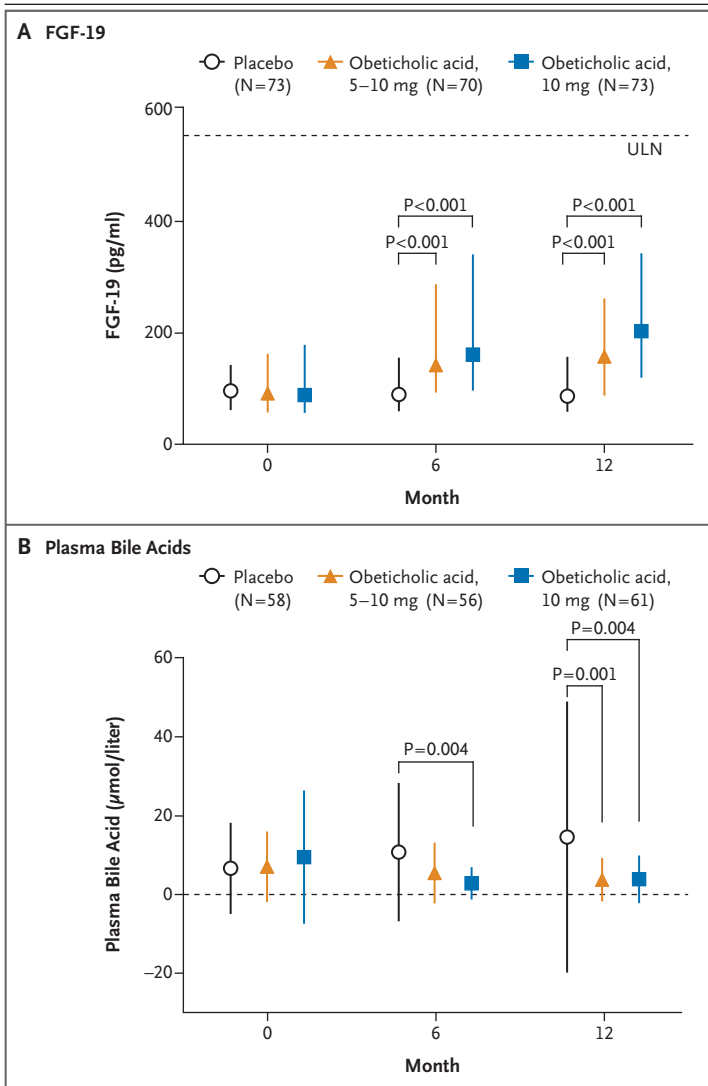 A FGF-19
Placebo
(N=73)
Obeticholic acid,
5–10 mg (N=70)
Obeticholic acid,
10 mg (N=73)
600
400
200
0
FGF-19 (pg/ml)
ULN
P<0.001
P<0.001
P<0.001
P<0.001
0
6
12
Month
B Plasma Bile Acids
Placebo
(N=58)
Obeticholic acid,
5–10 mg (N=56)
Obeticholic acid,
10 mg (N=61)
60
40
20
0
−20
Plasma Bile Acid (µmol/liter)
P=0.004
P=0.004
P=0.001
0
6
12
Month